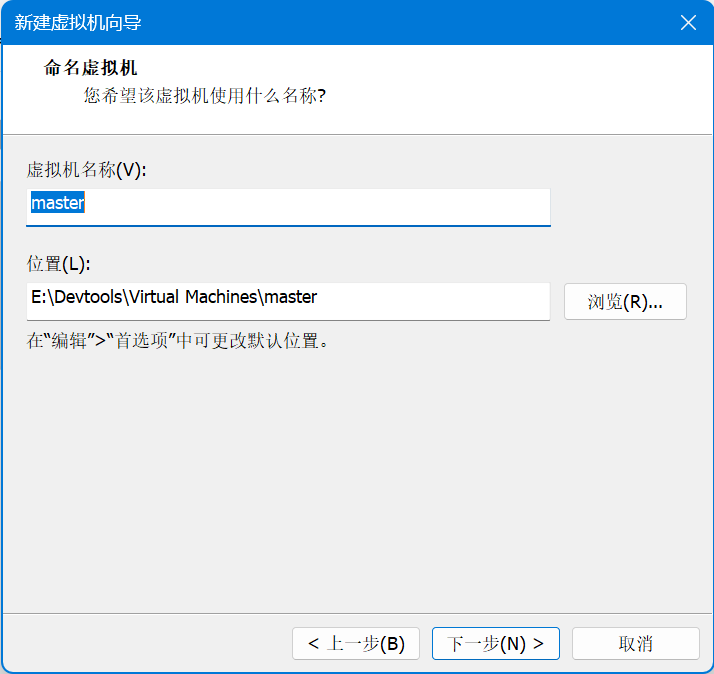 新建虚拟机向导
命名虚拟机
您希望该虚拟机使用什么名称?
虚拟机名称(V):
master
位置(L):
E:\Devtools\Virtual Machines\master
浏览(R)...
在“编辑”>“首选项”中可更改默认位置。
< 上一步(B)
下一步(N) >
取消